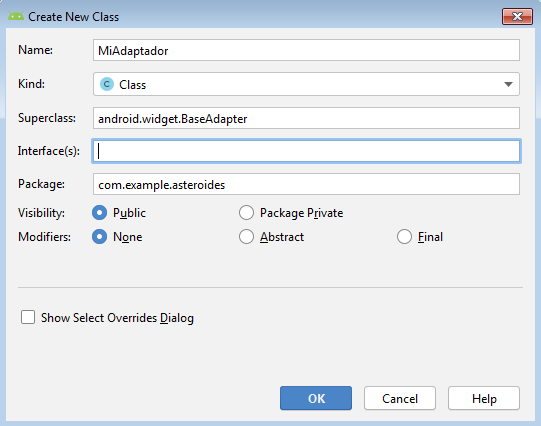 Create New Class
Name: MiAdaptador
Kind: C Class
Superclass: android.widget.BaseAdapter
Interface(s):
Package: com.example.asteroides
Visibility: Public Package Private
Modifiers: None Abstract Final
Show Select Overrides Dialog
OK Cancel Help